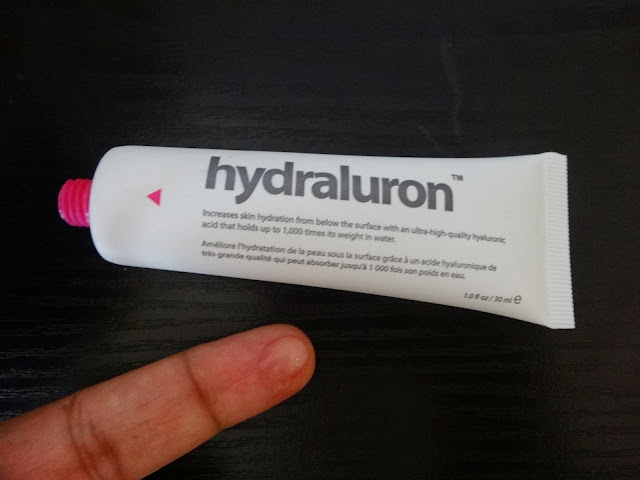 hydraluron™
Increases skin hydration from below the surface with an ultra-high-quality hyaluronic
acid that holds up to 1,000 times its weight in water.
Améliore l'hydratation de la peau sous la surface grâce à un acide hyaluronique de
très grande qualité qui peut absorber jusqu'à 1 000 fois son poids en eau.
1.0 fl oz / 30 ml ℮